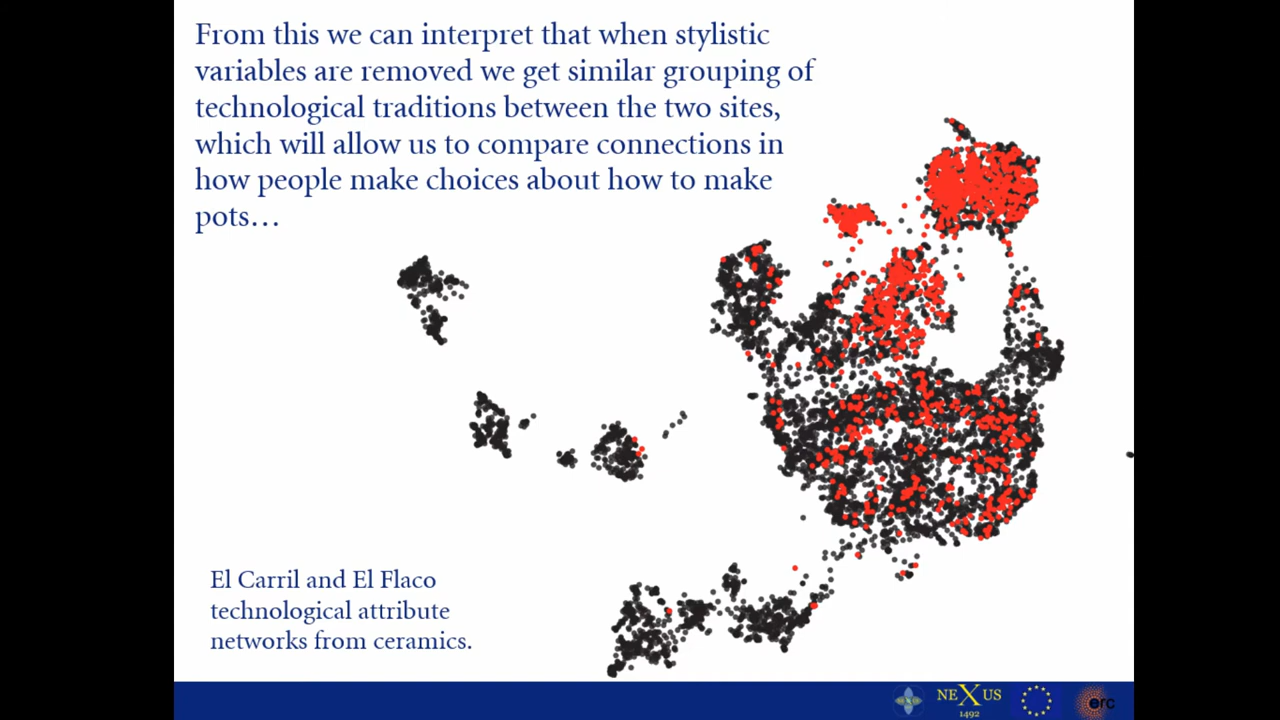 From this we can interpret that when stylistic
variables are removed we get similar grouping of
technological traditions between the two sites,
which will allow us to compare connections in
how people make choices about how to make
pots…
El Carril and El Flaco
technological attribute
networks from ceramics.
NEXUS
1492
erc